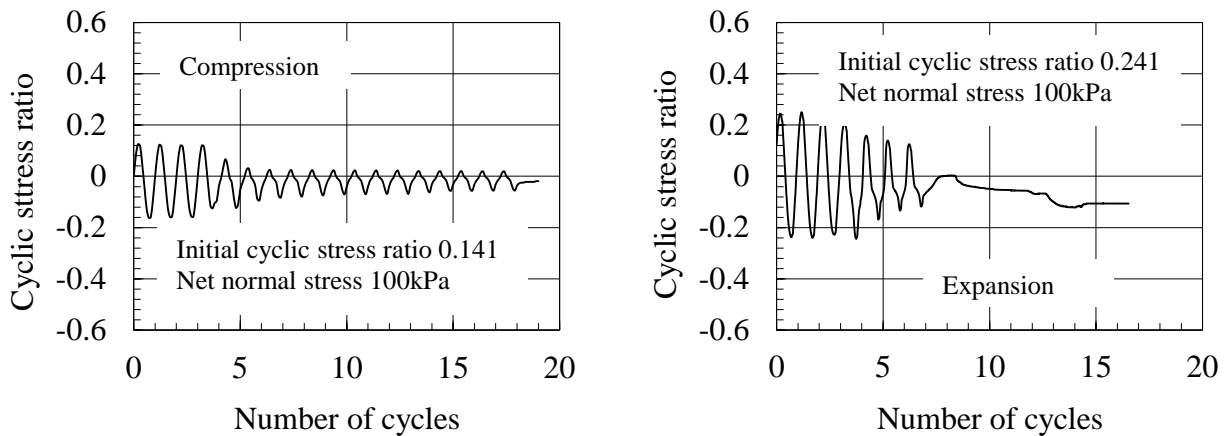 0.6
0.4
0.2
0
-0.2
-0.4
-0.6
Cyclic sttress ratio
Compression
Initial cyclic stress ratio 0.141
Net normal stress 100kPa
0 5 10 15 20
Number of cycles
0.6
0.4
0.2
0
-0.2
-0.4
-0.6
Cyclic stress ratio
Initial cyclic stress ratio 0.241
Net normal stress 100kPa
Expansion
0 5 10 15 20
Number of cycles